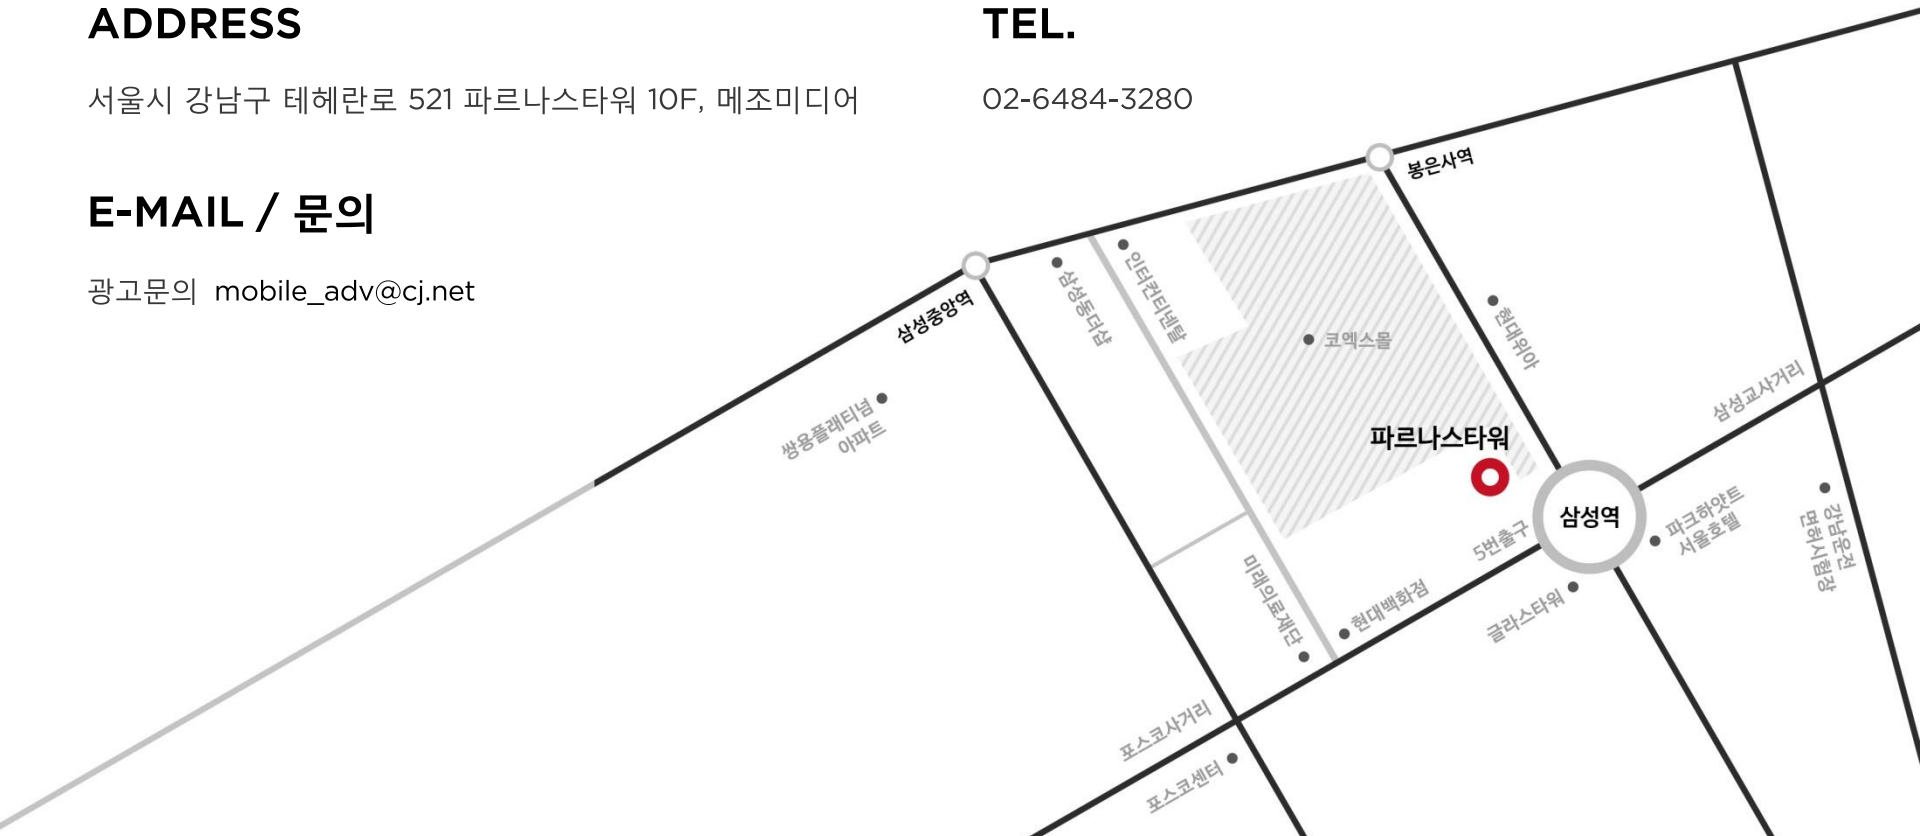 ADDRESS
서울시 강남구 테헤란로 521 파르나스타워 10F, 메조미디어
TEL.
02-6484-3280
E-MAIL / 문의
광고문의 mobile_adv@cj.net
봉은사역
삼성중앙역
삼성동더샵
인터컨티넨탈
코엑스몰
현대위아
삼성교사거리
쌍용플래티넘
아파트
파르나스타워
삼성역
5번출구
파크하얏트
서울호텔
강남운전
면허시험장
미래의료재단
현대백화점
글라스타워
포스코사거리
포스코센터